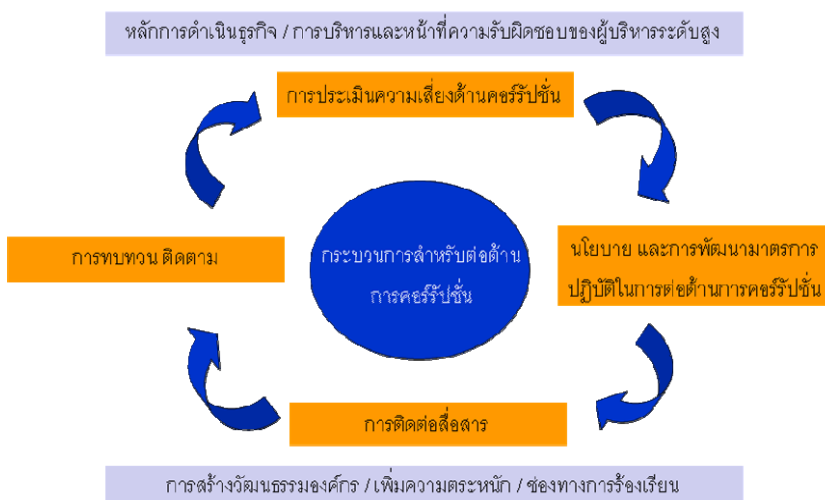 หลักการดำเนินธุรกิจ / การบริหารและหน้าที่ความรับผิดชอบของผู้บริหารระดับสูง
การประเมินความเสี่ยงด้านคอร์รัปชั่น
การทบทวน ติดตาม
กระบวนการสำหรับต่อต้าน
การคอร์รัปชั่น
นโยบาย และการพัฒนามาตรการ
ปฏิบัติในการต่อต้านการคอร์รัปชั่น
การติดต่อสื่อสาร
การสร้างวัฒนธรรมองค์กร / เพิ่มความตระหนัก / ช่องทางการร้องเรียน